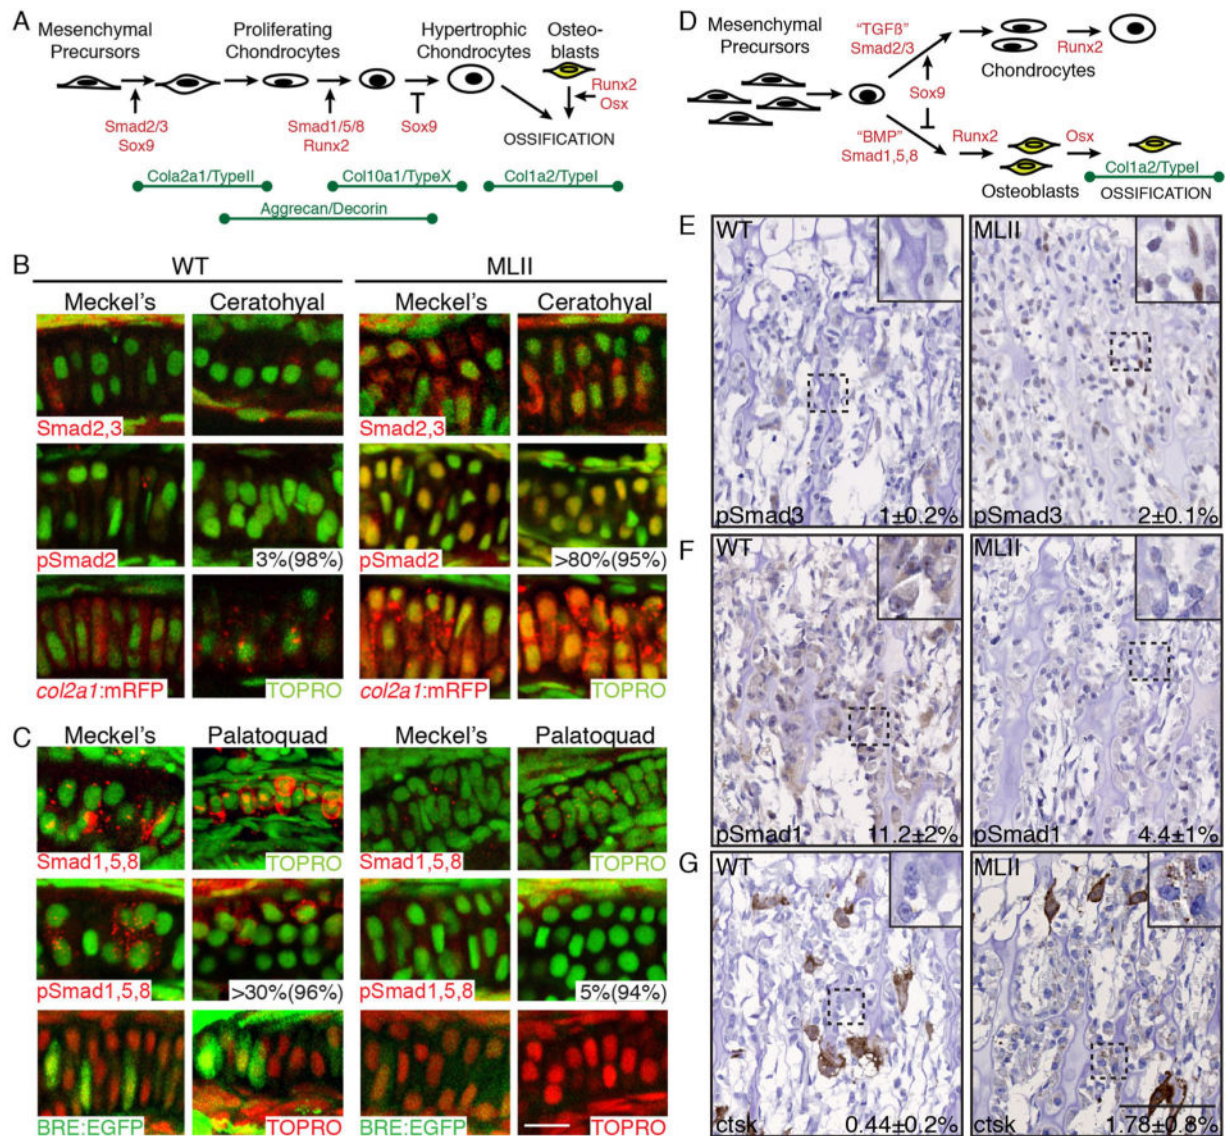 A
Mesenchymal
Precursors
Proliferating
Chondrocytes
Hypertrophic
Chondrocytes
Osteo-
blasts
Smad2/3
Sox9
Smad1/5/8
Runx2
Sox9
Runx2
Osx
OSSIFICATION
Cola2a1/TypeII
Col10a1/TypeX
Col1a2/TypeI
Aggrecan/Decorin
D
Mesenchymal
Precursors
"TGFß"
Smad2/3
Runx2
Chondrocytes
Sox9
"BMP"
Smad1,5,8
Runx2
Osx
Osteoblasts
Col1a2/TypeI
OSSIFICATION
B
WT
MLII
Meckel's
Ceratohyal
Meckel's
Ceratohyal
Smad2,3
Smad2,3
pSmad2
3%(98%)
pSmad2
>80%(95%)
col2a1:mRFP
TOPRO
col2a1:mRFP
TOPRO
C
Meckel's
Palatoquad
Meckel's
Palatoquad
Smad1,5,8
TOPRO
Smad1,5,8
TOPRO
pSmad1,5,8
>30%(96%)
pSmad1,5,8
5%(94%)
BRE:EGFP
TOPRO
BRE:EGFP
TOPRO
E
WT
pSmad3
1±0.2%
MLII
pSmad3
2±0.1%
F
WT
pSmad1
11.2±2%
MLII
pSmad1
4.4±1%
G
WT
ctsk
0.44±0.2%
MLII
ctsk
1.78±0.8%